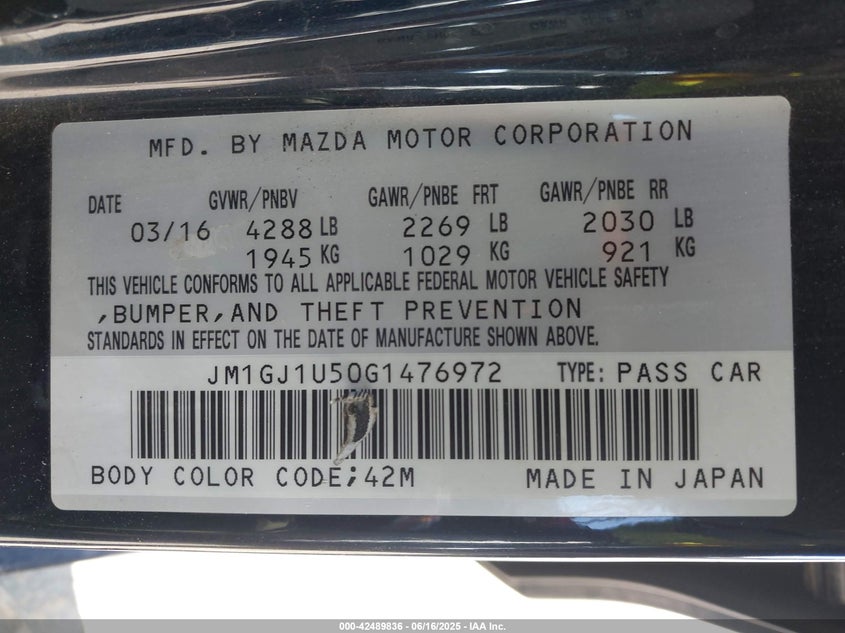 MFD. BY MAZDA MOTOR CORPORATION
DATE GVWR/PNBV GAWR/PNBE FRT GAWR/PNBE RR
03/16 4288 LB 2269 LB 2030 LB
1945 KG 1029 KG 921 KG
THIS VEHICLE CONFORMS TO ALL APPLICABLE FEDERAL MOTOR VEHICLE SAFETY
,BUMPER,AND THEFT PREVENTION
STANDARDS IN EFFECT ON THE DATE OF MANUFACTURE SHOWN ABOVE.
JM1GJ1U50G1476972 TYPE: PASS CAR
BODY COLOR CODE;42M MADE IN JAPAN
000-42489836 - 06/16/2025 - IAA Inc.